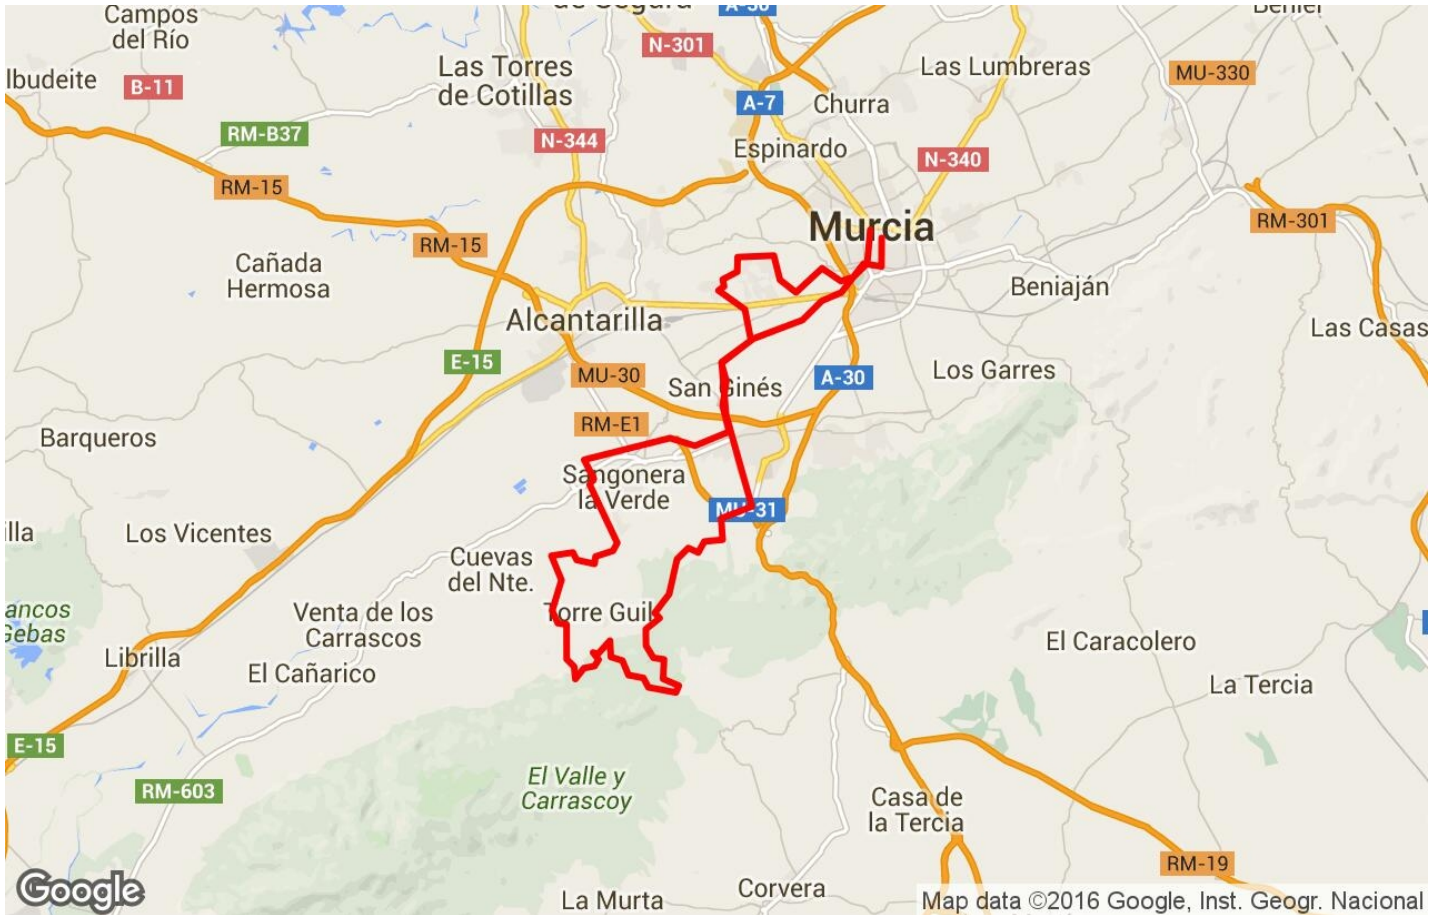 de Segura
A-30
Beniel
Campos
del Río
N-301
Las Torres
de Cotillas
Las Lumbreras
MU-330
B-11
A-7
Churra
RM-B37
N-344
Espinardo
N-340
RM-15
Murcia
RM-301
RM-15
Cañada
Hermosa
Beniaján
Alcantarilla
Las Casas
E-15
MU-30
San Ginés
A-30
Los Garres
RM-E1
Barqueros
Sangonera
la Verde
MU-31
Los Vicentes
Cuevas
del Nte.
Venta de los
Carrascos
Torre Guil
El Caracolero
Librilla
El Cañarico
La Tercia
E-15
RM-603
El Valle y
Carrascoy
Casa de
la Tercia
RM-19
Google
La Murta
Corvera
Map data ©2016 Google, Inst. Geogr. Nacional